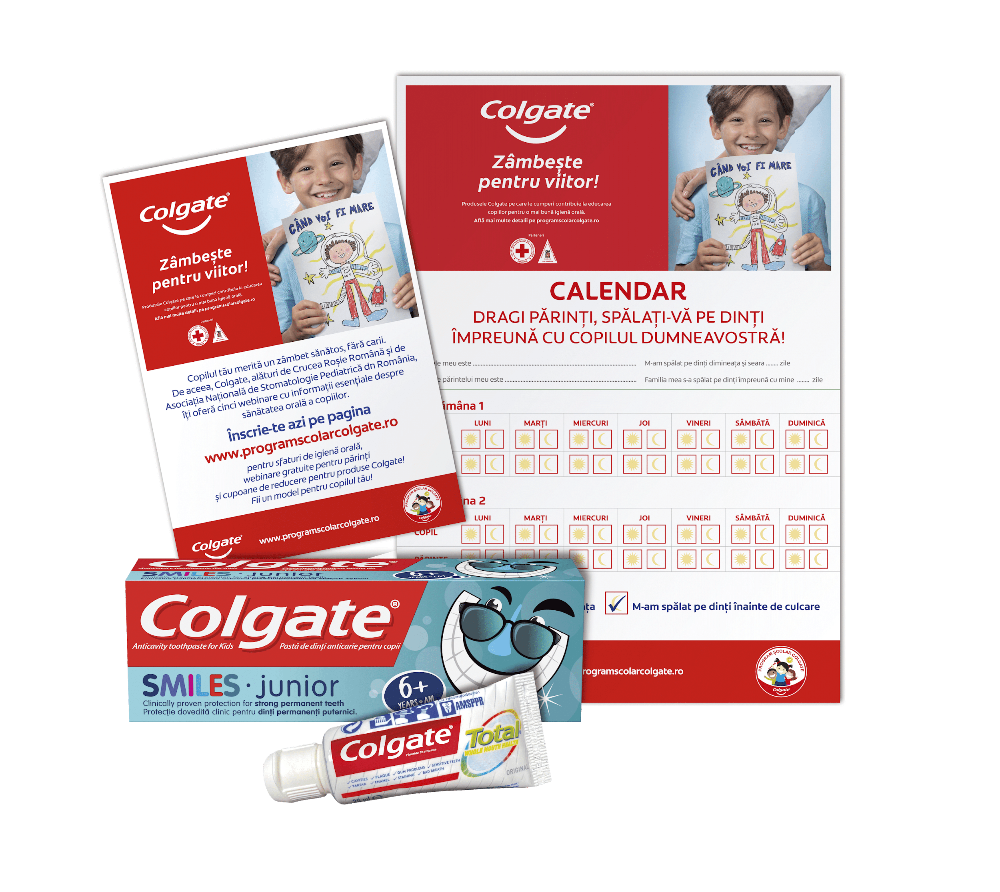 Colgate®
Zâmbește
pentru viitor!
Produsele Colgate pe care le cumperi contribuie la educarea
copiilor pentru o mai bună igienă orală.
Află mai multe detalii pe programscolarcolgate.ro
Parteneri
CÂND VOI FI MARE
Copilul tău merită un zâmbet sănătos, fără carii.
De aceea, Colgate, alături de Crucea Roșie Română și de
Asociația Națională de Stomatologie Pediatrică dn România,
îți oferă cinci webinare cu informații esențiale despre
sănătatea orală a copiilor.
Înscrie-te azi pe pagina
www.programscolarcolgate.ro
pentru sfaturi de igienă orală,
webinare gratuite pentru părinți
și cupoane de reducere pentru produse Colgate!
Fii un model pentru copilul tău!
Colgate®
www.programscolarcolgate.ro
PROGRAM ȘCOLAR COLGATE
Colgate
Colgate®
Zâmbește
pentru viitor!
Produsele Colgate pe care le cumperi contribuie la educarea
copiilor pentru o mai bună igienă orală.
Află mai multe detalii pe programscolarcolgate.ro
Parteneri
CÂND VOI FI MARE
CALENDAR
DRAGI PĂRINȚI, SPĂLAȚI-VĂ PE DINȚI
ÎMPREUNĂ CU COPILUL DUMNEAVOSTRĂ!
le meu este ........ M-am spălat pe dinți dimineața şi seara ........ zile
e părintelui meu este ........ Familia mea s-a spălat pe dinți împreună cu mine ........ zile
ămâna 1
LUNI MARȚI MIERCURI JOI VINERI SÂMBĂTĂ DUMINICĂ
na 2
LUNI MARȚI MIERCURI JOI VINERI SÂMBĂTĂ DUMINICĂ
COPIL
PĂRINTE
ța M-am spălat pe dinți înainte de culcare
rogramscolarcolgate.ro
PROGRAM ȘCOLAR COLGATE
Colgate
Colgate®
Anticavity toothpaste for Kids
SMILES · junior
6+
YEARS • LAT
Clinically proven protection for strong permanent teeth
Colgate®
Anticavity toothpaste for Kids Pastă de dinți anticarie pentru copii
SMILES · junior
6+
YEARS • ANI
Clinically proven protection for strong permanent teeth
Protecţie dovedită clinic pentru dinți permanenți puternici.
Cu recomandarea:
AMSPPR
Colgate®
Fluoride Toothpaste
Total
WHOLE MOUTH HEALTH
ORIGINAL
CAVITIES PLAQUE GUM PROBLEMS SENSITIVE TEETH
TARTAR ENAMEL STAINING BAD BREATH
20 ml